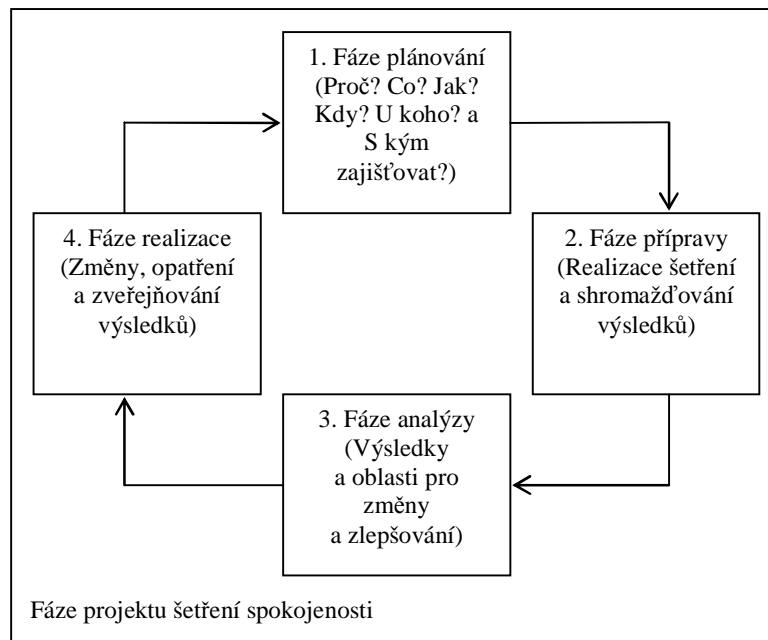 1. Fáze plánování
(Proč? Co? Jak?
Kdy? U koho? a
S kým
zajišťovat?)
2. Fáze přípravy
(Realizace šetření
a shromažďování
výsledků)
3. Fáze analýzy
(Výsledky
a oblasti pro
změny
a zlepšování)
4. Fáze realizace
(Změny, opatření
a zveřejňování
výsledků)
Fáze projektu šetření spokojenosti